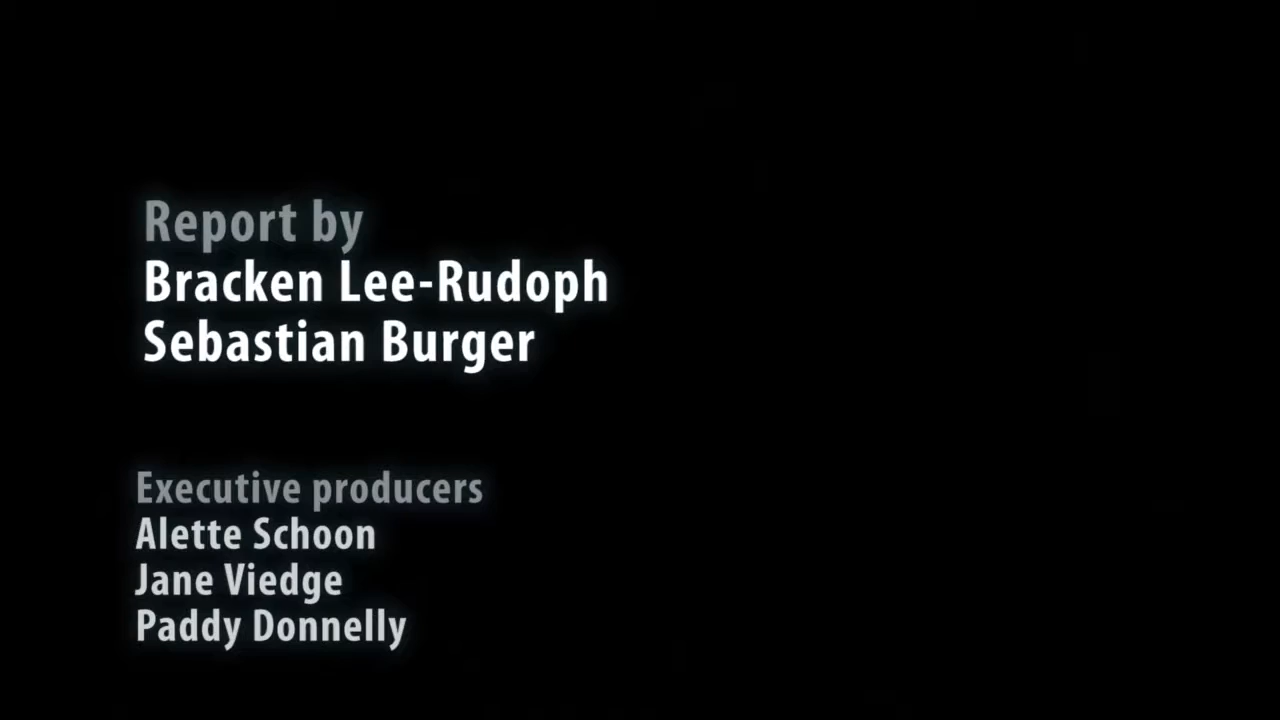 Report by
Bracken Lee-Rudoph
Sebastian Burger
Executive producers
Alette Schoon
Jane Viedge
Paddy Donnelly